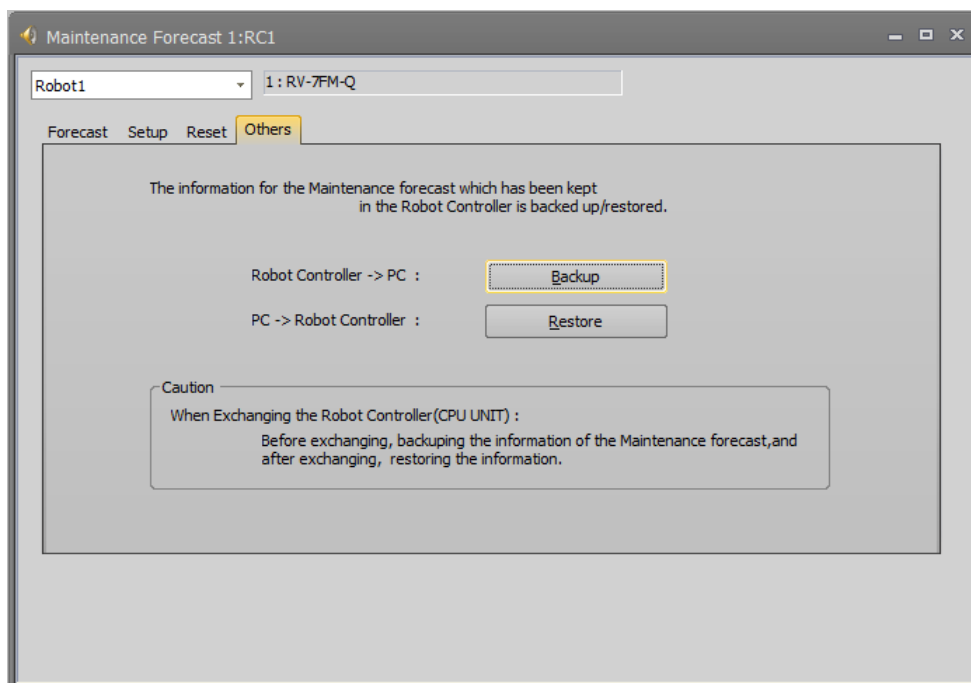 Maintenance Forecast 1:RC1
Robot1
1 : RV-7FM-Q
Forecast Setup Reset Others
The information for the Maintenance forecast which has been kept
in the Robot Controller is backed up/restored.
Robot Controller -> PC :
Backup
PC -> Robot Controller :
Restore
Caution
When Exchanging the Robot Controller(CPU UNIT) :
Before exchanging, backuping the information of the Maintenance forecast,and
after exchanging, restoring the information.